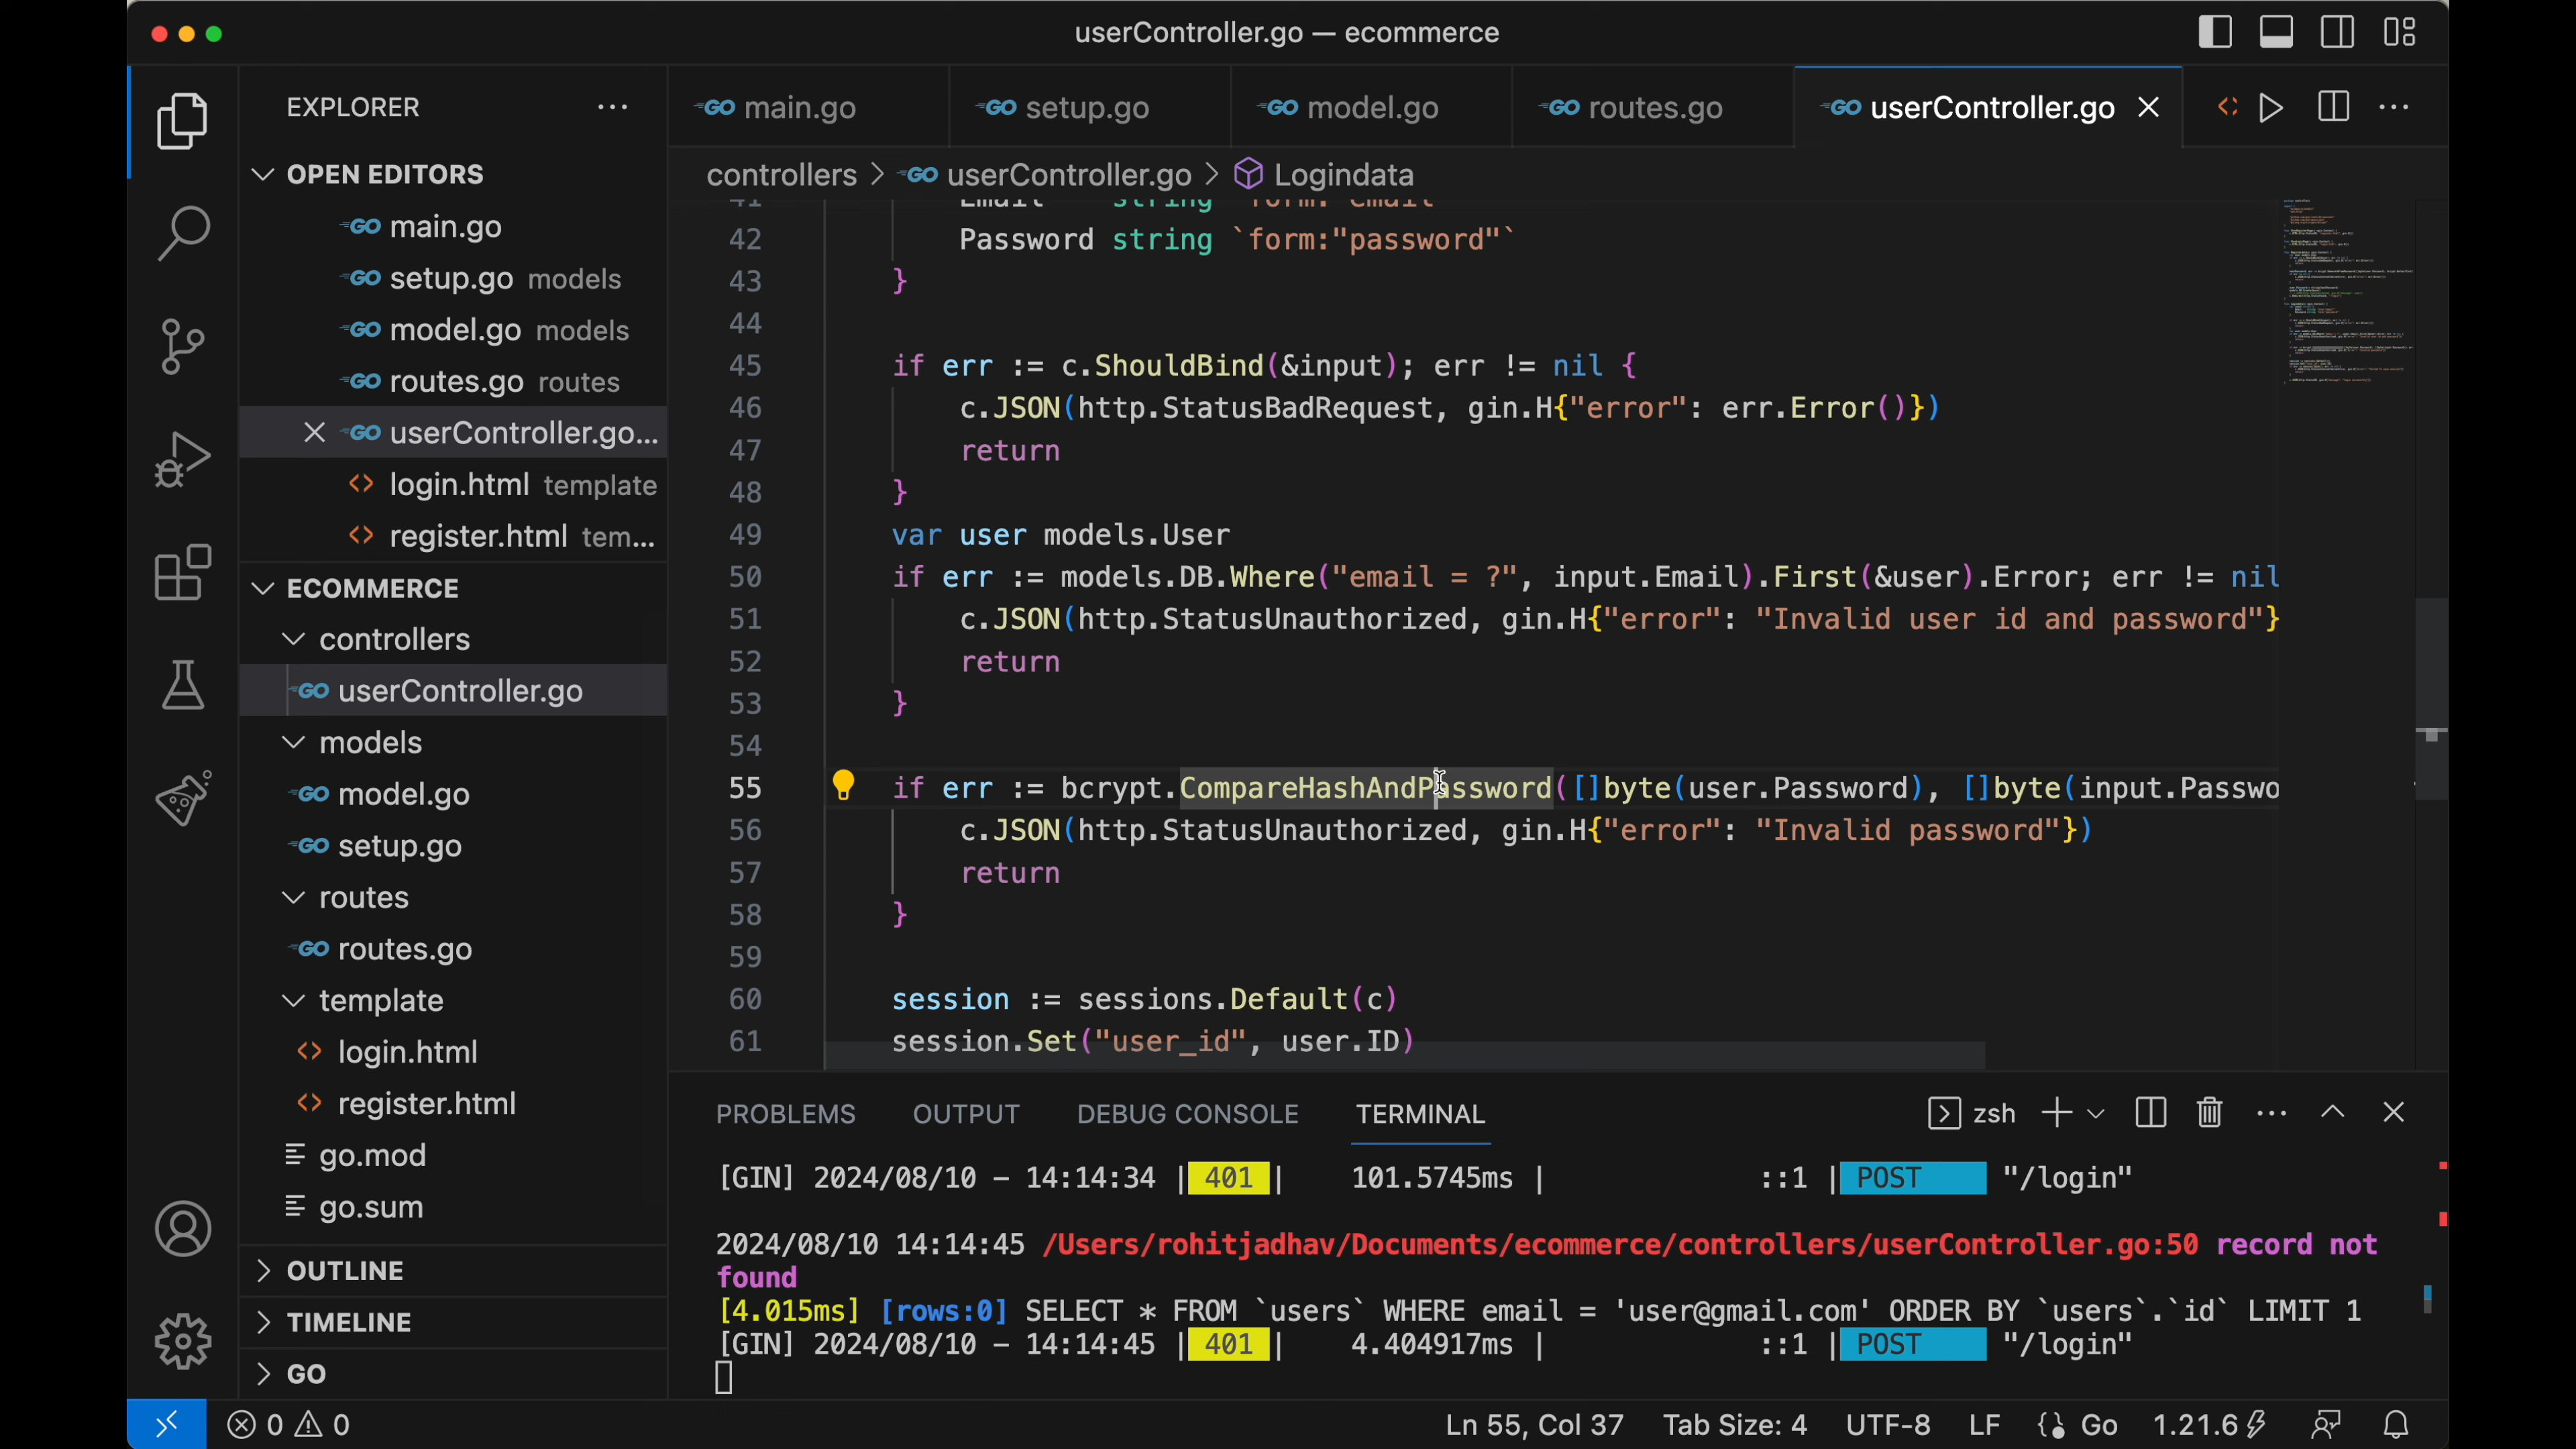 userController.go — ecommerce
EXPLORER
OPEN EDITORS
main.go
setup.go models
model.go models
routes.go routes
userController.go...
login.html template
register.html tem...
ECOMMERCE
controllers
userController.go
models
model.go
setup.go
routes
routes.go
template
login.html
register.html
go.mod
go.sum
OUTLINE
TIMELINE
GO
GO main.go
GO setup.go
GO model.go
GO routes.go
GO userController.go
controllers > GO userController.go > Logindata
41 Email string `form:"email"
42 Password string `form:"password"`
43 }
44
45 if err := c.ShouldBind(&input); err != nil {
46 c.JSON(http.StatusBadRequest, gin.H{"error": err.Error()})
47 return
48 }
49 var user models.User
50 if err := models.DB.Where("email = ?", input.Email).First(&user).Error; err != nil
51 c.JSON(http.StatusUnauthorized, gin.H{"error": "Invalid user id and password"}
52 return
53 }
54
55 if err := bcrypt.CompareHashAndPassword([]byte(user.Password), []byte(input.Passwo
56 c.JSON(http.StatusUnauthorized, gin.H{"error": "Invalid password"})
57 return
58 }
59
60 session := sessions.Default(c)
61 session.Set("user_id", user.ID)
PROBLEMS OUTPUT DEBUG CONSOLE TERMINAL
zsh
[GIN] 2024/08/10 – 14:14:34 | 401 | 101.5745ms | ::1 | POST "/login"
2024/08/10 14:14:45 /Users/rohitjadhav/Documents/ecommerce/controllers/userController.go:50 record not
found
[4.015ms] [rows:0] SELECT * FROM `users` WHERE email = 'user@gmail.com' ORDER BY `users`.`id` LIMIT 1
[GIN] 2024/08/10 – 14:14:45 | 401 | 4.404917ms | ::1 | POST "/login"
0 0
Ln 55, Col 37 Tab Size: 4 UTF-8 LF Go 1.21.6